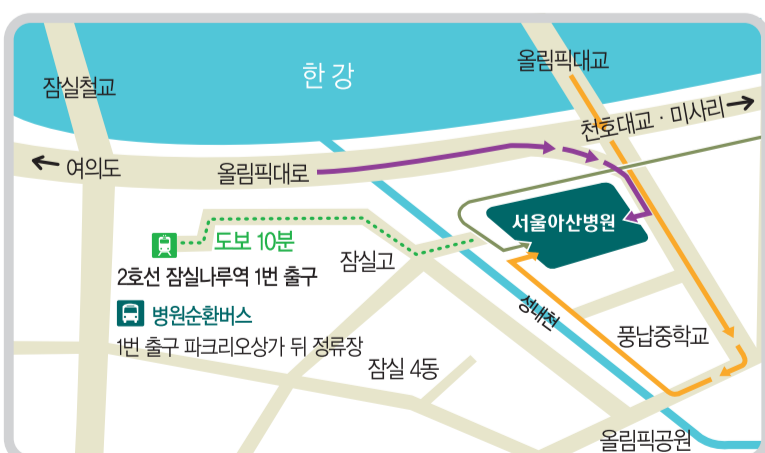 올림픽대교
잠실철교
한강
천호대교·미사리
여의도
올림픽대로
서울아산병원
도보 10분
잠실고
2호선 잠실나루역 1번 출구
병원순환버스
성내천
풍납중학교
1번 출구 파크리오상가 뒤 정류장
잠실 4동
올림픽공원